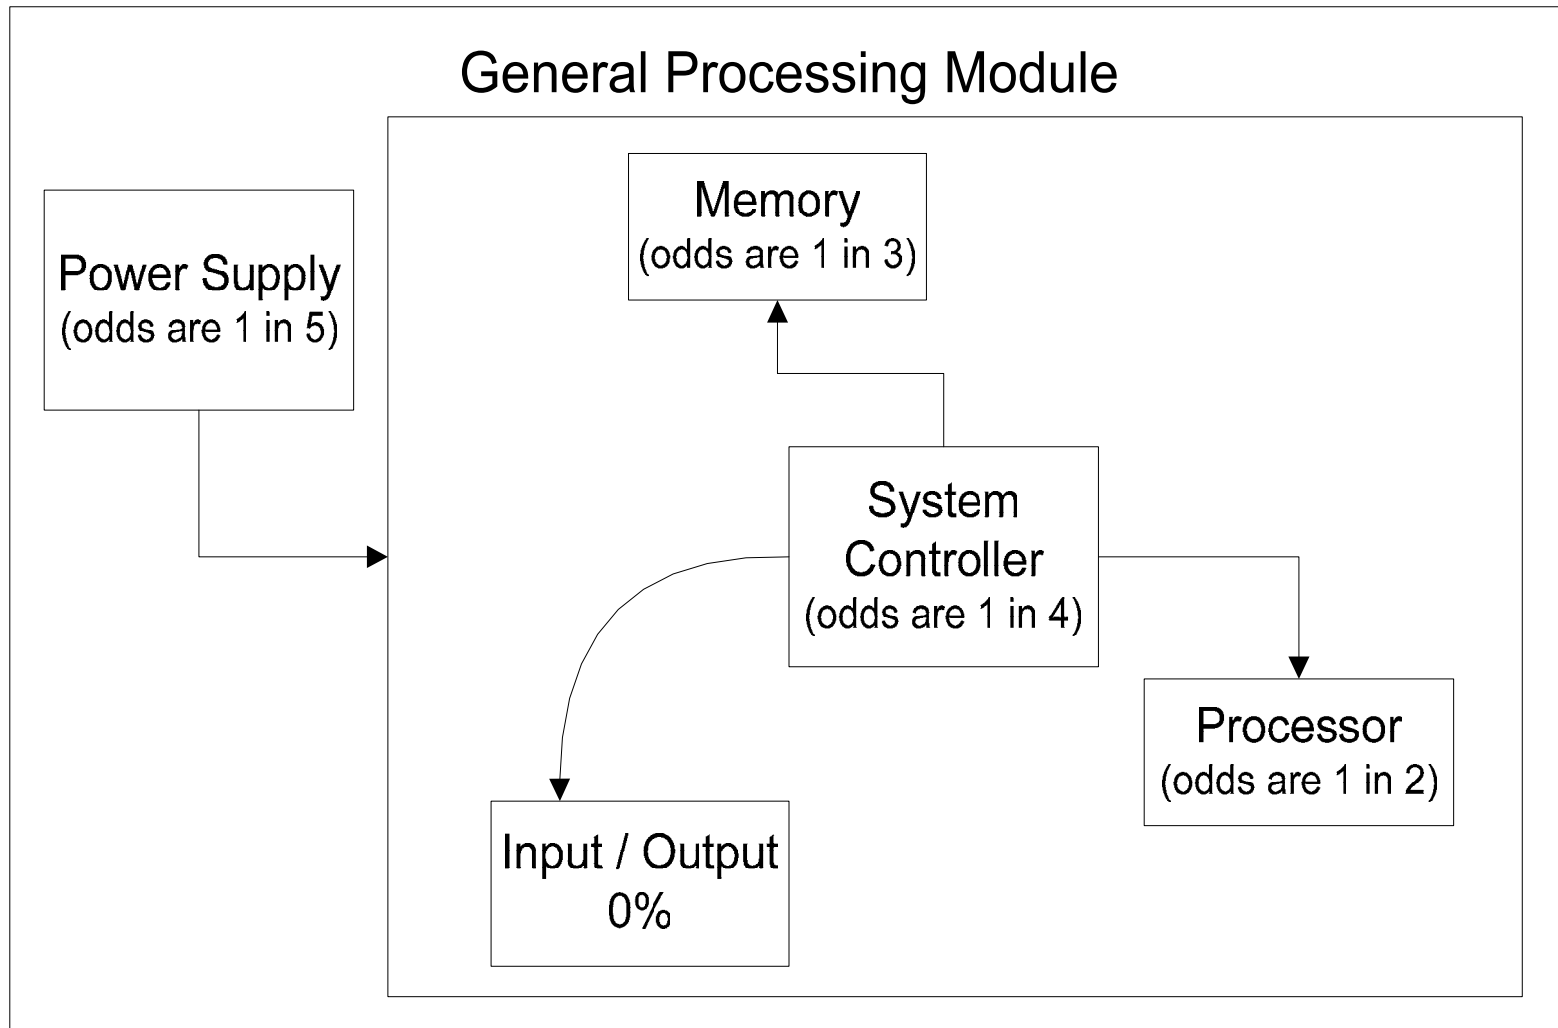 General Processing Module
Power Supply
(odds are 1 in 5)
Memory
(odds are 1 in 3)
System
Controller
(odds are 1 in 4)
Processor
(odds are 1 in 2)
Input / Output
0%